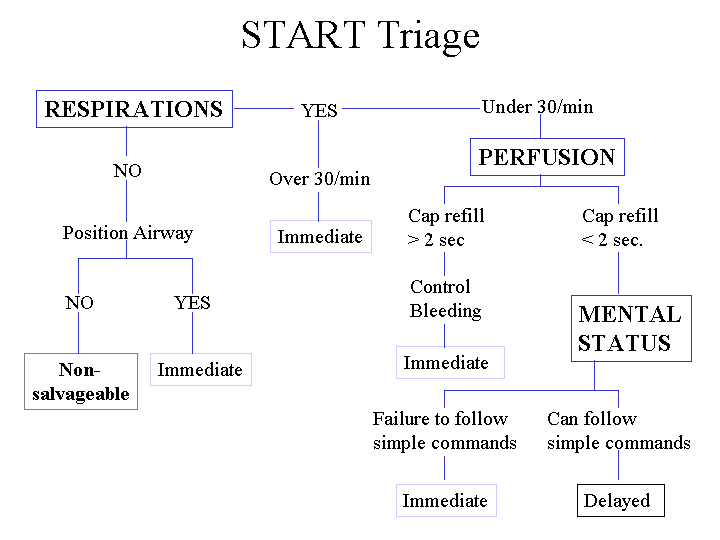 START Triage
RESPIRATIONS
YES
Under 30/min
PERFUSION
NO
Over 30/min
Position Airway
Immediate
Cap refill
> 2 sec
Cap refill
< 2 sec.
NO
YES
Control
Bleeding
MENTAL
STATUS
Non-
salvageable
Immediate
Immediate
Failure to follow
simple commands
Can follow
simple commands
Immediate
Delayed